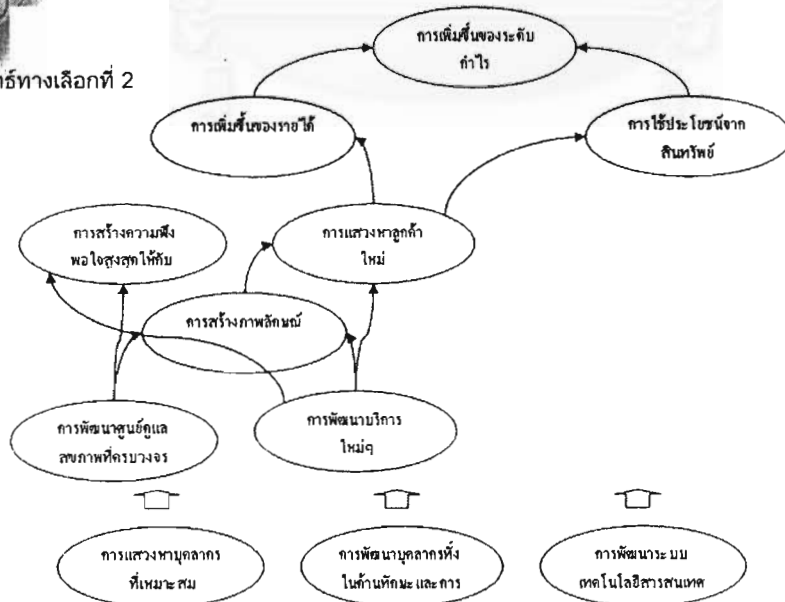 การเพิ่มขึ้นของระดับ
กำไร
ธ์ทางเลือกที่ 2
การเพิ่มขึ้นของรายได้
การใช้ประโยชน์จาก
สินทรัพย์
การสร้างความพึง
พอใจสูงสุดให้กับ
การแสวงหาลูกค้า
ใหม่
การสร้างภาพลักษณ์
การพัฒนาศูนย์ดูแล
สุขภาพที่ครบวงจร
การพัฒนาบริการ
ใหม่ๆ
การแสวงหาบุคลากร
ที่เหมาะสม
การพัฒนาบุคลากรทั้ง
ในด้านทักษะและการ
การพัฒนาระบบ
เทคโนโลยีสารสนเทศ